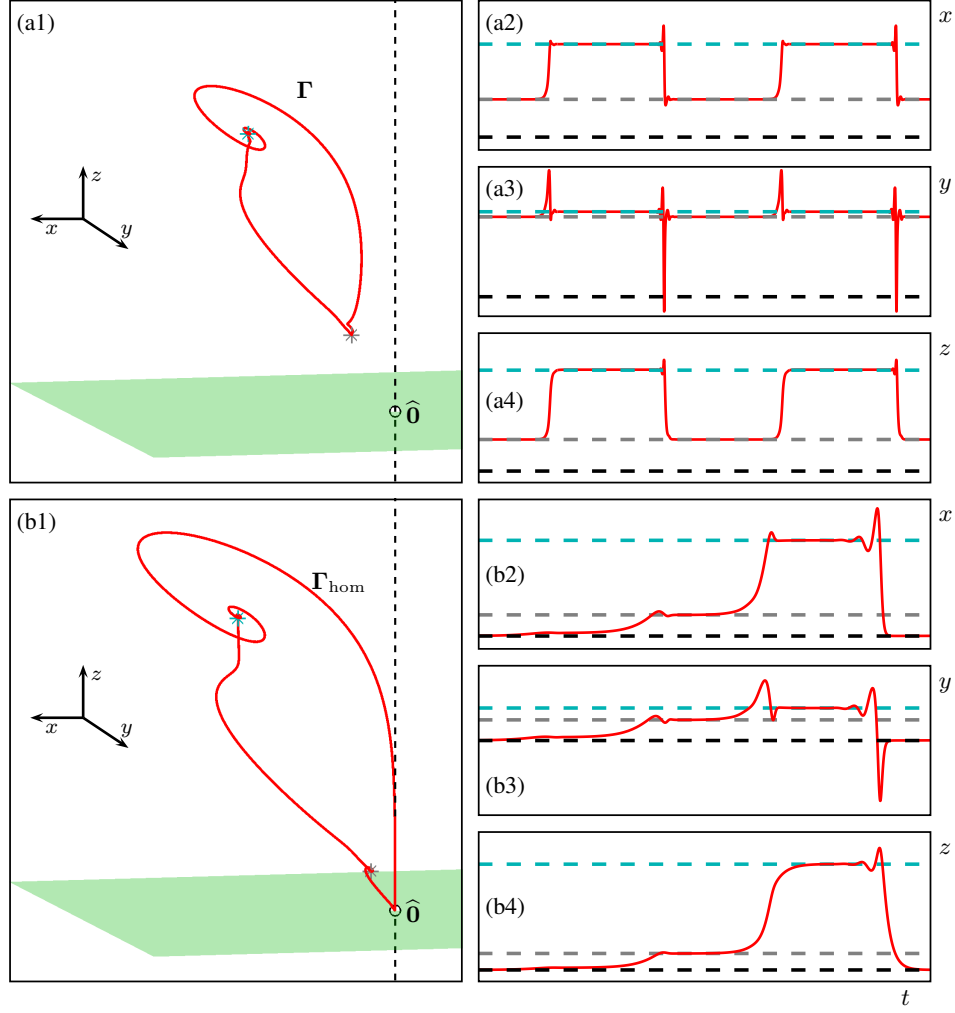 (a1)
Γ
z
x
y
0̂
(a2)
x
(a3)
y
(a4)
z
(b1)
Γhom
z
x
y
0̂
(b2)
x
(b3)
y
(b4)
z
t